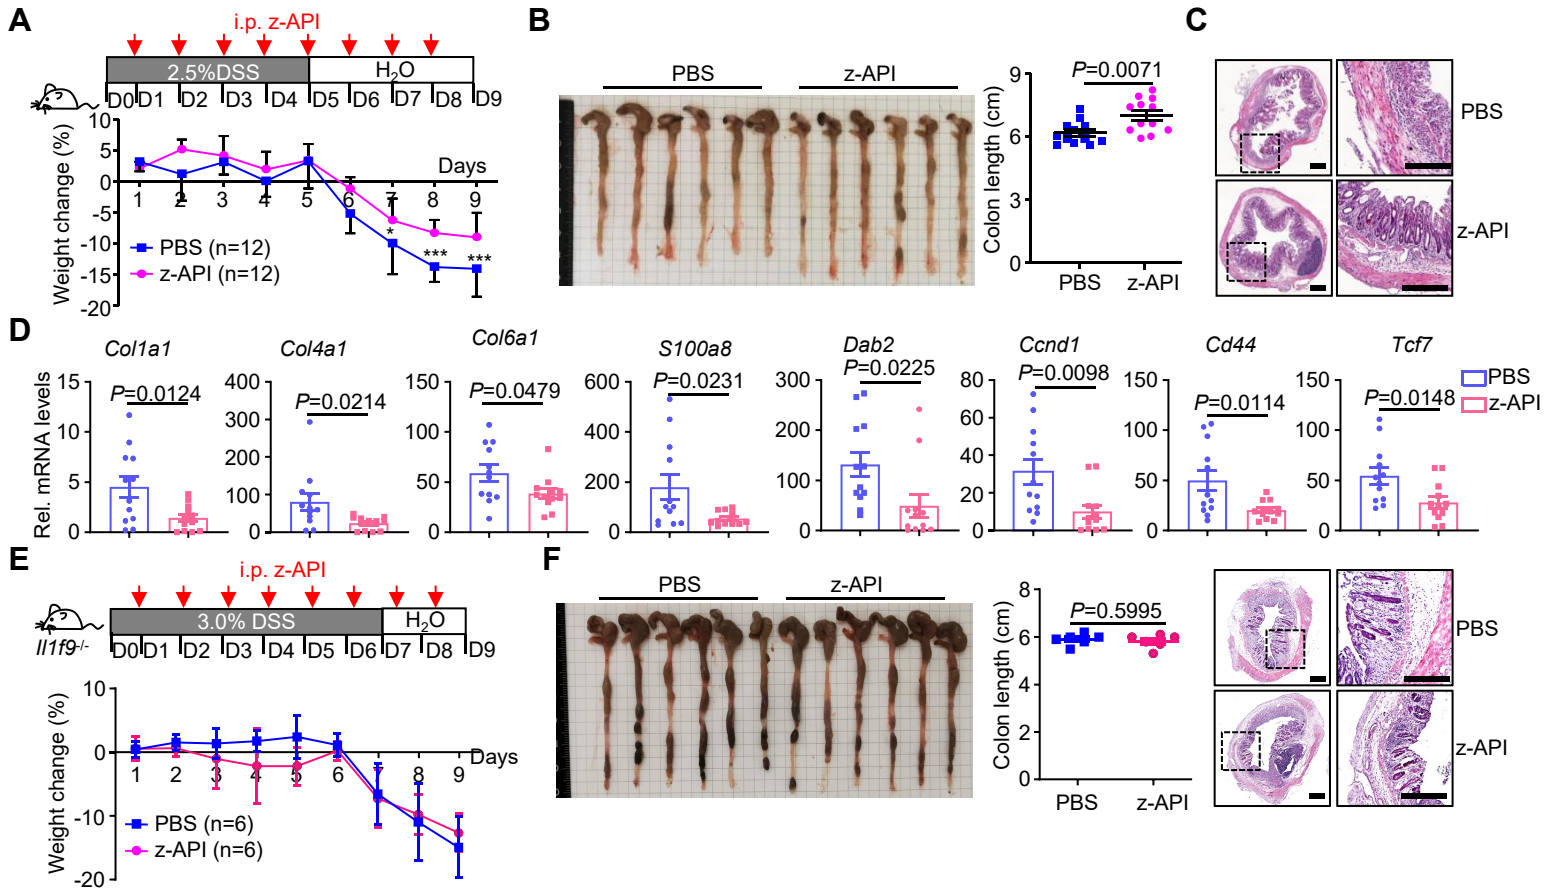 A
i.p. z-API
2.5%DSS
H₂O
D0 D1 D2 D3 D4 D5 D6 D7 D8 D9
Weight change (%)
10
5
0
-5
-10
-15
-20
Days
1 2 3 4 5 6 7 8 9
* *** ***
PBS (n=12)
z-API (n=12)
B
PBS z-API
Colon length (cm)
P=0.0071
9
6
3
0
PBS z-API
C
PBS
z-API
D
Rel. mRNA levels
Col1a1
P=0.0124
15
10
5
0
Col4a1
P=0.0214
400
300
200
100
0
Col6a1
P=0.0479
150
100
50
0
S100a8
P=0.0231
600
400
200
0
Dab2
P=0.0225
300
200
100
0
Ccnd1
P=0.0098
80
60
40
20
0
Cd44
P=0.0114
150
100
50
0
Tcf7
P=0.0148
150
100
50
0
PBS
z-API
E
i.p. z-API
3.0% DSS
H₂O
Il1f9-/-
D0 D1 D2 D3 D4 D5 D6 D7 D8 D9
Weight change (%)
10
0
-10
-20
Days
1 2 3 4 5 6 7 8 9
PBS (n=6)
z-API (n=6)
F
PBS z-API
Colon length (cm)
P=0.5995
8
6
4
2
0
PBS z-API
PBS
z-API